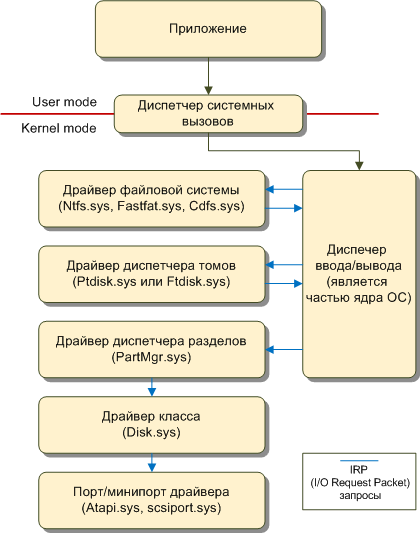 Приложение
User mode
Диспетчер системных
вызовов
Kernel mode
Драйвер файловой системы
(Ntfs.sys, Fastfat.sys, Cdfs.sys)
Диспечер
ввода/вывода
(является
частью ядра ОС)
Драйвер диспетчера томов
(Ptdisk.sys или Ftdisk.sys)
Драйвер диспетчера разделов
(PartMgr.sys)
Драйвер класса
(Disk.sys)
Порт/минипорт драйвера
(Atapi.sys, scsiport.sys)
IRP
(I/O Request Packet)
запросы